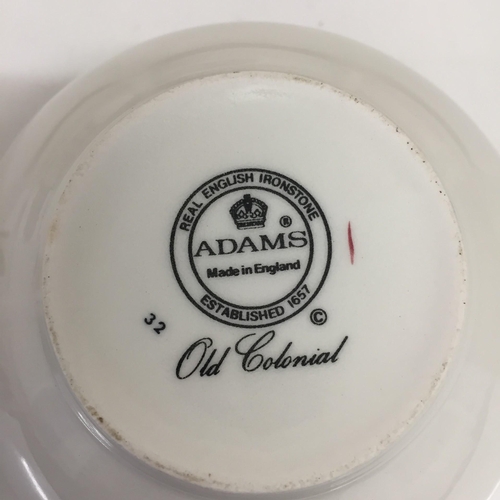 REAL ENGLISH IRONSTONE
®
ADAMS
Made in England
ESTABLISHED 1657
©
32
Old Colonial